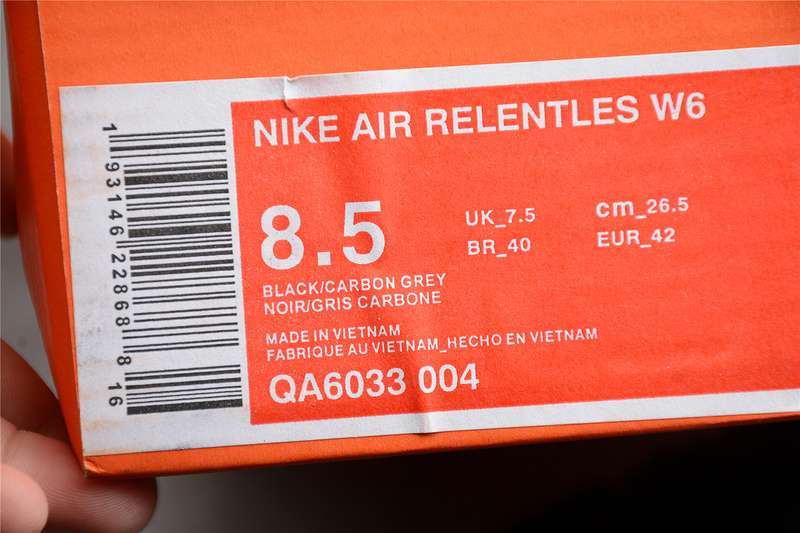 NIKE AIR RELENTLES W6
8.5
UK_7.5
cm_26.5
BR_40
EUR_42
BLACK/CARBON GREY
NOIR/GRIS CARBONE
MADE IN VIETNAM
FABRIQUE AU VIETNAM_HECHO EN VIETNAM
QA6033 004
1 93146 22868 8 16